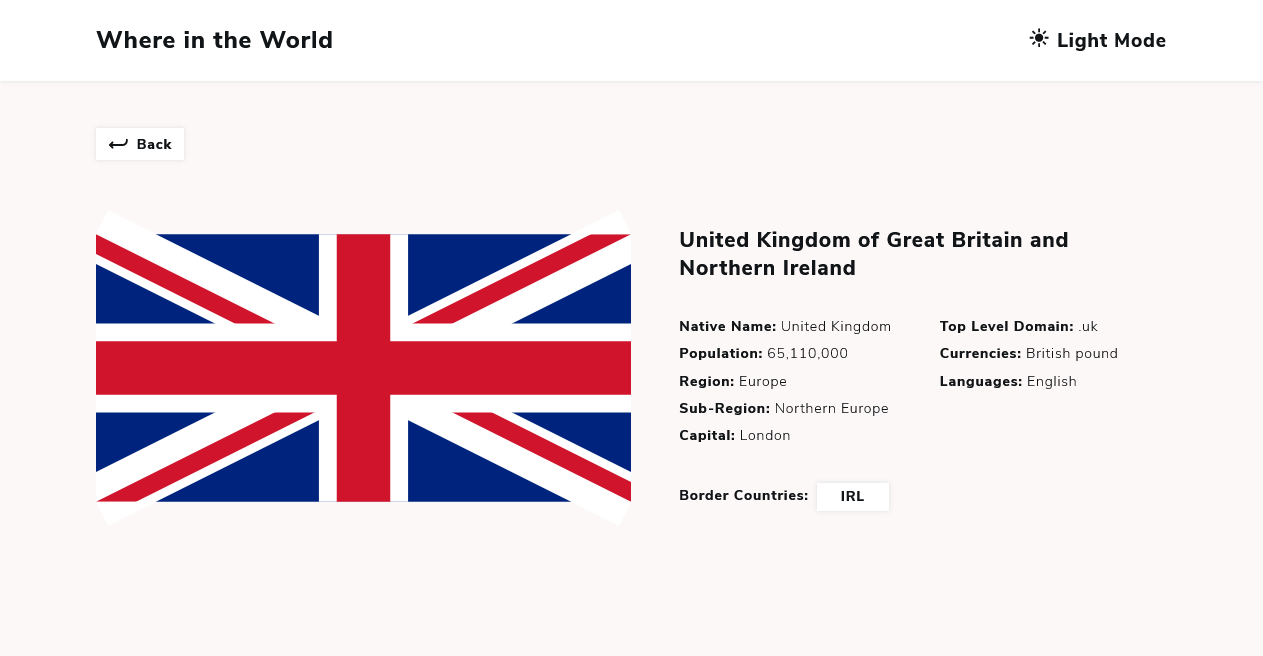 Where in the World
Light Mode
Back
United Kingdom of Great Britain and
Northern Ireland
Native Name: United Kingdom
Population: 65,110,000
Region: Europe
Sub-Region: Northern Europe
Capital: London
Top Level Domain: .uk
Currencies: British pound
Languages: English
Border Countries: IRL